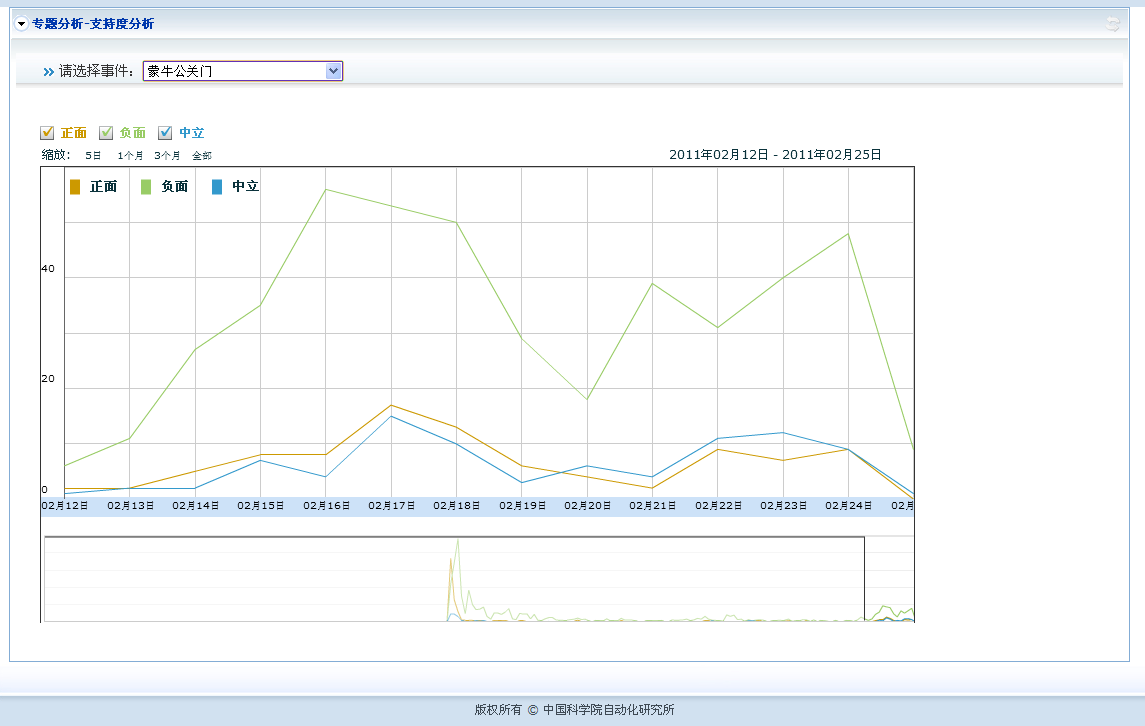 专题分析-支持度分析
请选择事件： 蒙牛公关门
正面 负面 中立
缩放： 5日 1个月 3个月 全部 2011年02月12日 - 2011年02月25日
正面 负面 中立
40
20
0
02月12日 02月13日 02月14日 02月15日 02月16日 02月17日 02月18日 02月19日 02月20日 02月21日 02月22日 02月23日 02月24日 02月
版权所有 © 中国科学院自动化研究所